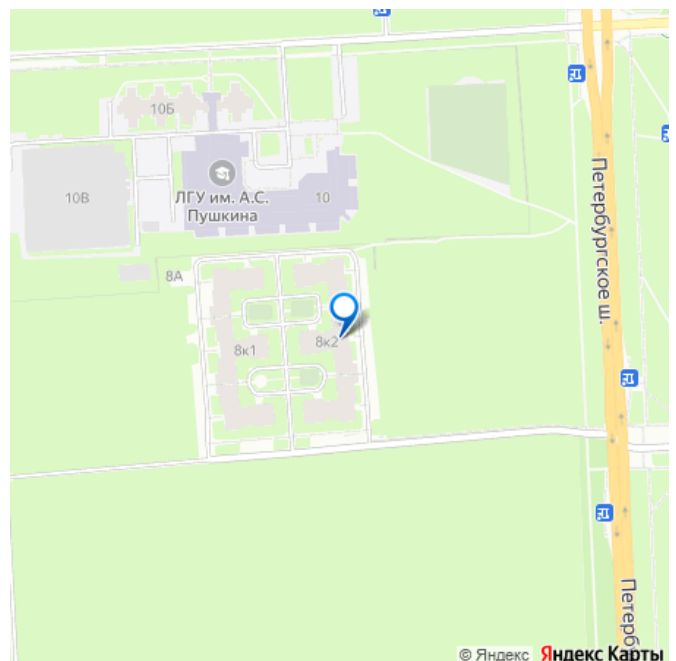 10Б
10В
ЛГУ им. А.С.
Пушкина
10
Петербургское ш.
8А
8к1
8к2
Петербу
© Яндекс Яндекс Карты